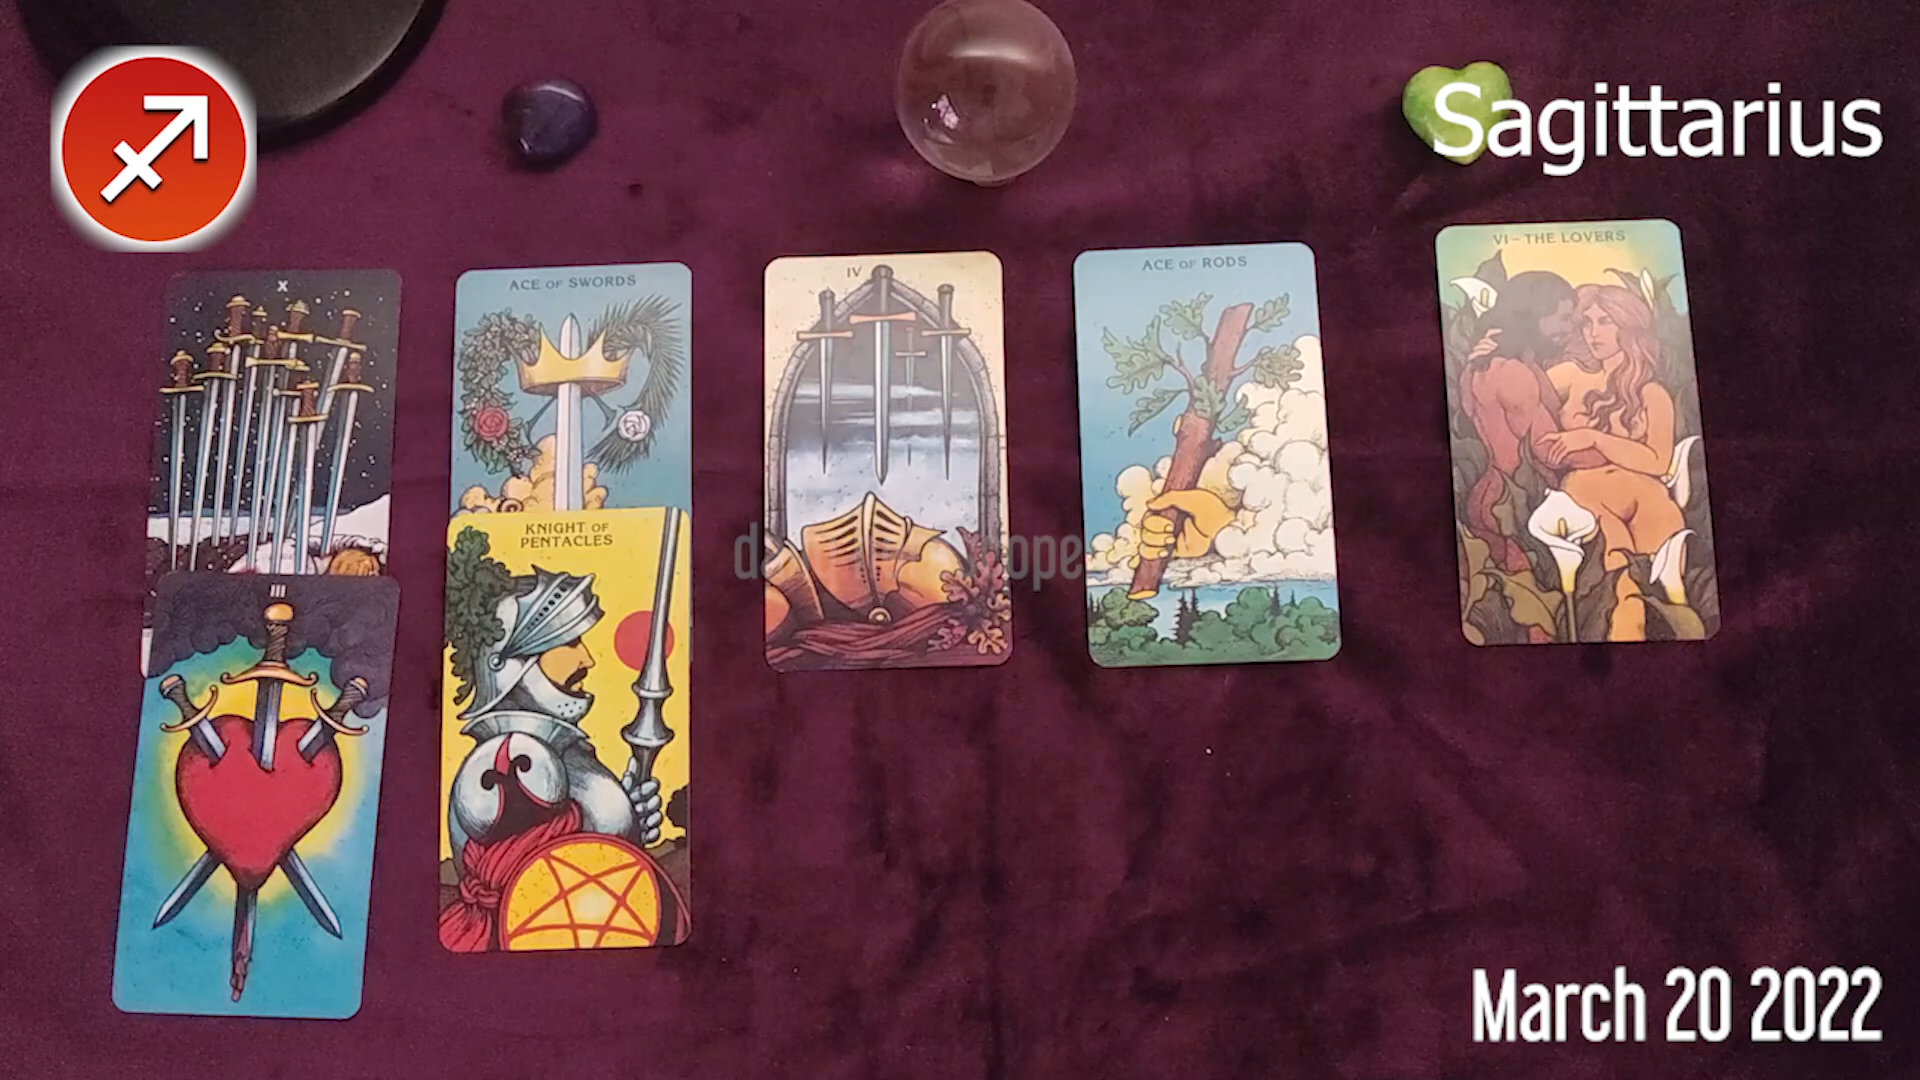 Sagittarius
X
ACE OF SWORDS
IV
ACE OF RODS
VI - THE LOVERS
KNIGHT OF
PENTACLES
III
March 20 2022